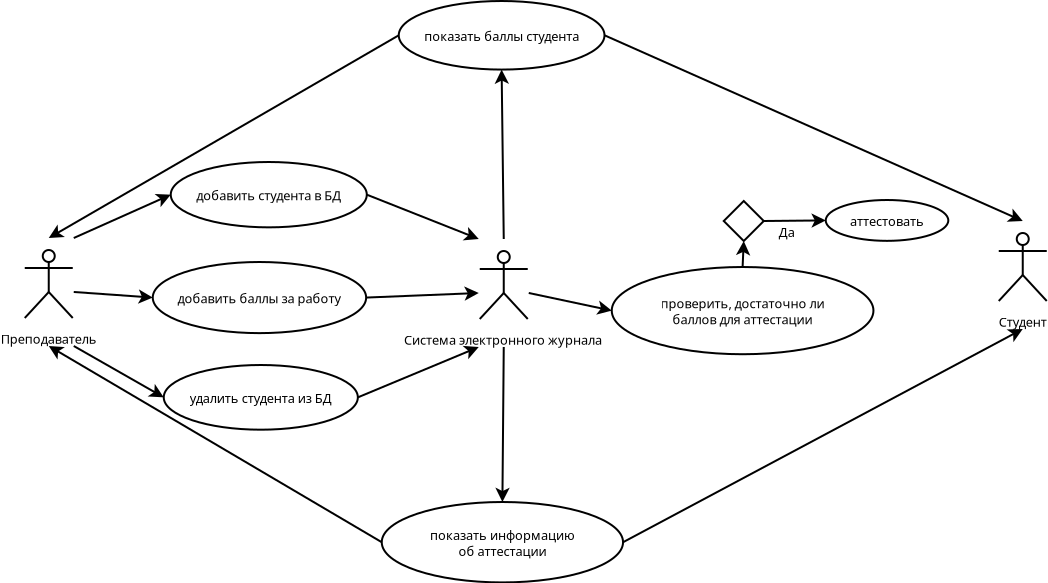 показать баллы студента
добавить студента в БД
аттестовать
Да
добавить баллы за работу
проверить, достаточно ли
баллов для аттестации
Студент
Преподаватель
Система электронного журнала
удалить студента из БД
показать информацию
об аттестации